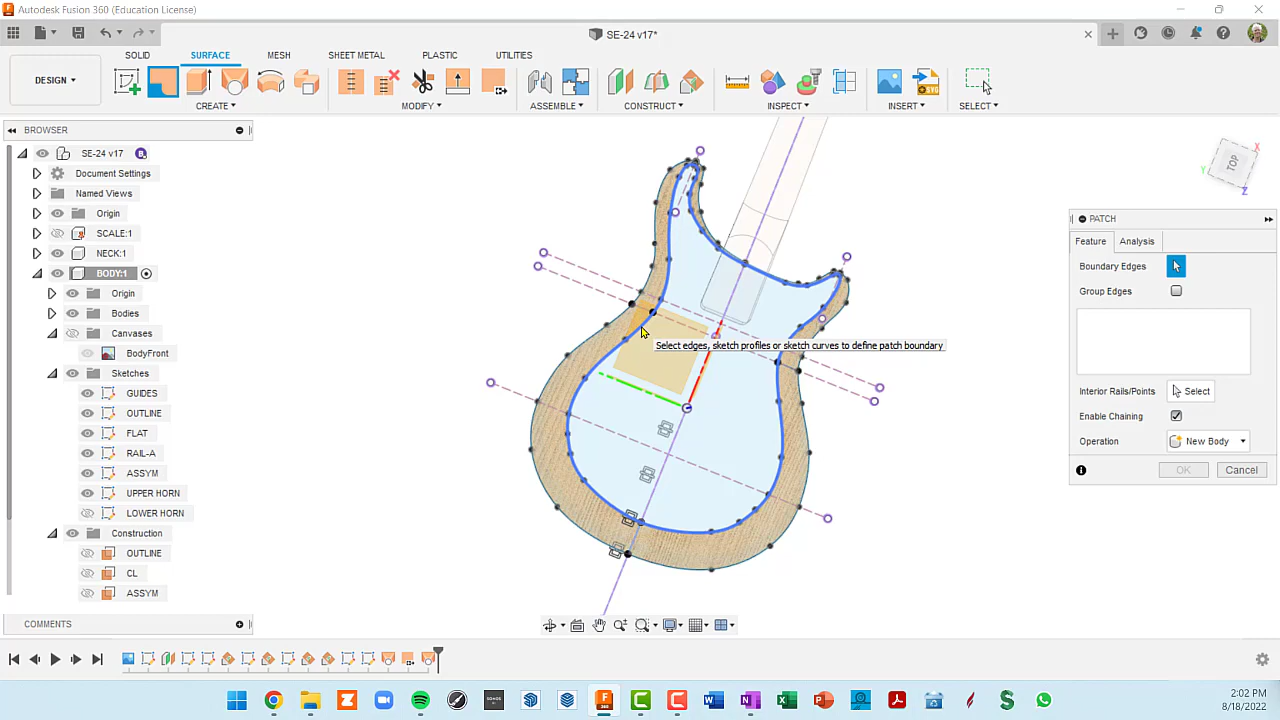 Autodesk Fusion 360 (Education License)
SE-24 v17*
SOLID SURFACE MESH SHEET METAL PLASTIC UTILITIES
DESIGN
CREATE MODIFY ASSEMBLE CONSTRUCT INSPECT INSERT SELECT
BROWSER
SE-24 v17
Document Settings
Named Views
Origin
SCALE:1
NECK:1
BODY:1
Origin
Bodies
Canvases
BodyFront
Sketches
GUIDES
OUTLINE
FLAT
RAIL-A
ASSYM
UPPER HORN
LOWER HORN
Construction
OUTLINE
CL
ASSYM
COMMENTS
TOP
X
Y
Z
Select edges, sketch profiles or sketch curves to define patch boundary
PATCH
Feature Analysis
Boundary Edges
Group Edges
Interior Rails/Points Select
Enable Chaining
Operation New Body
OK Cancel
2:02 PM
8/18/2022